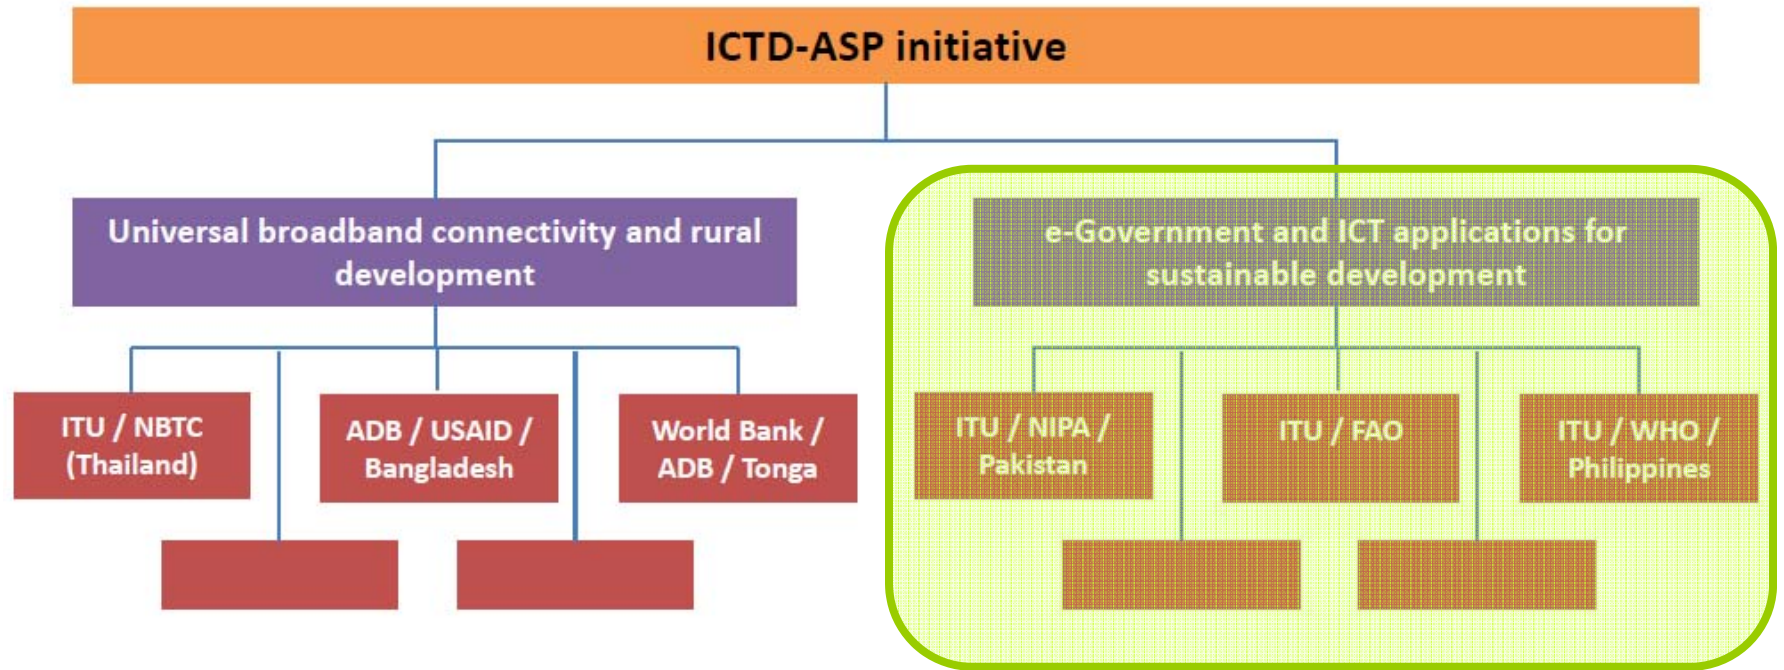 ICTD-ASP initiative
Universal broadband connectivity and rural
development
e-Government and ICT applications for
sustainable development
ITU / NBTC
(Thailand)
ADB / USAID /
Bangladesh
World Bank /
ADB / Tonga
ITU / NIPA /
Pakistan
ITU / FAO
ITU / WHO /
Philippines